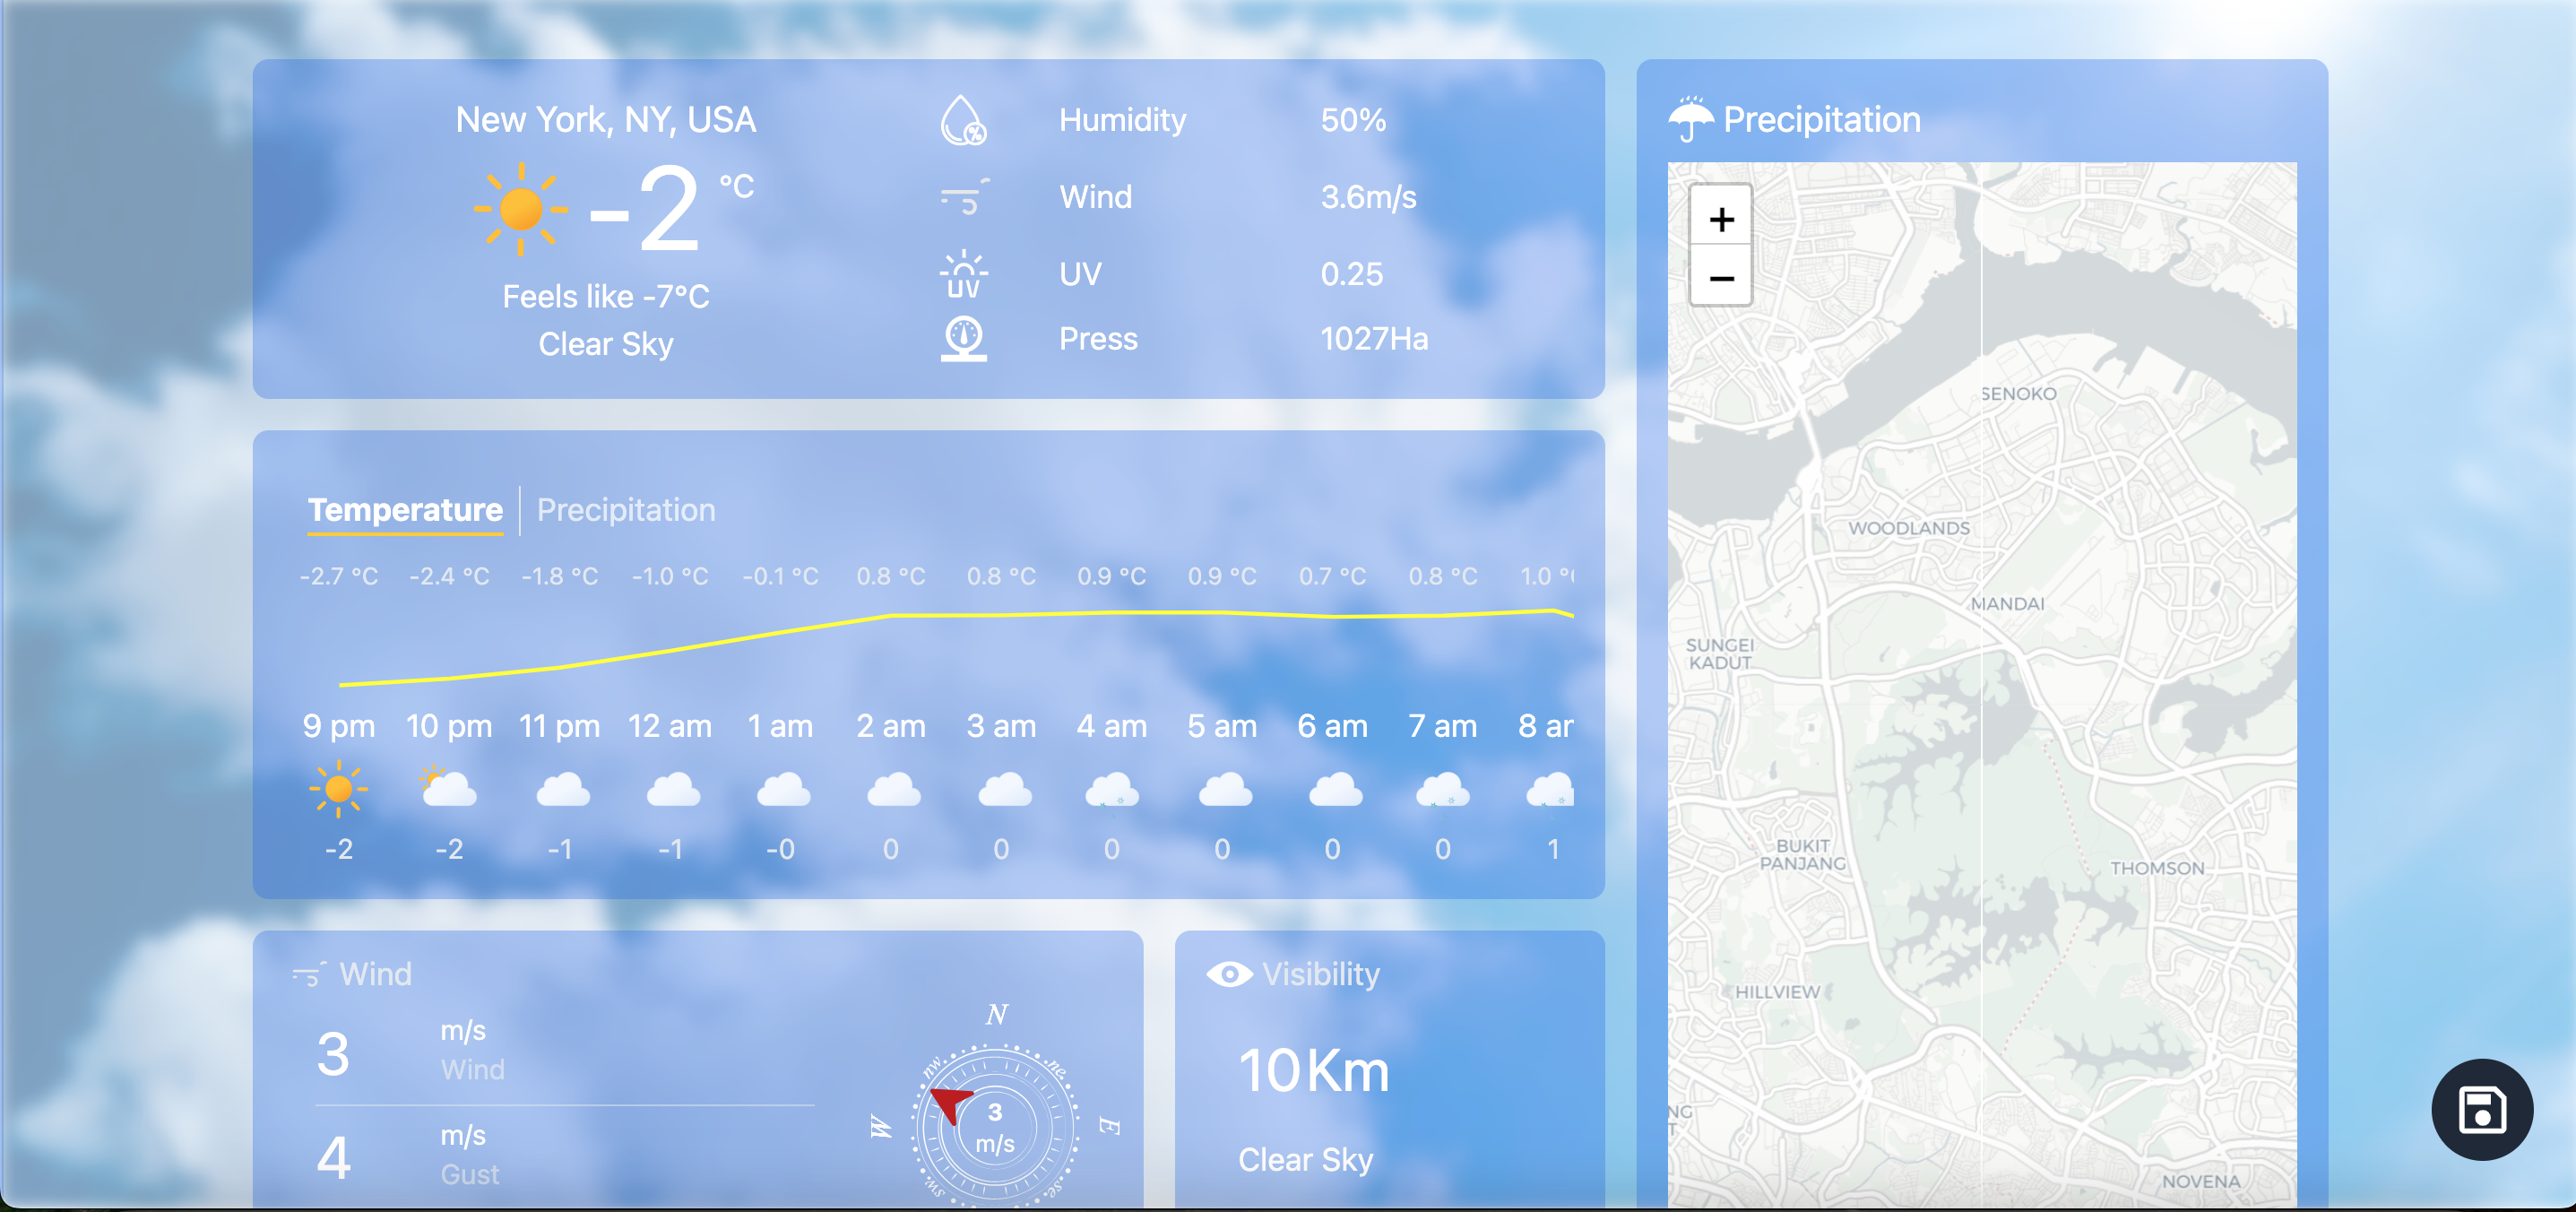 New York, NY, USA
-2 °C
Feels like -7°C
Clear Sky
Humidity 50%
Wind 3.6m/s
UV UV 0.25
Press 1027Ha
Temperature Precipitation
-2.7 °C -2.4 °C -1.8 °C -1.0 °C -0.1 °C 0.8 °C 0.8 °C 0.9 °C 0.9 °C 0.7 °C 0.8 °C 1.0 °
9 pm 10 pm 11 pm 12 am 1 am 2 am 3 am 4 am 5 am 6 am 7 am 8 a
-2 -2 -1 -1 -0 0 0 0 0 0 0 1
Wind
3 m/s
Wind
4 m/s
Gust
N
nw ne
W E
3
m/s
sw se
Visibility
10Km
Clear Sky
Precipitation
+
−
SENOKO
WOODLANDS
MANDAI
SUNGEI
KADUT
BUKIT
PANJANG
THOMSON
HILLVIEW
NG
T
NOVENA